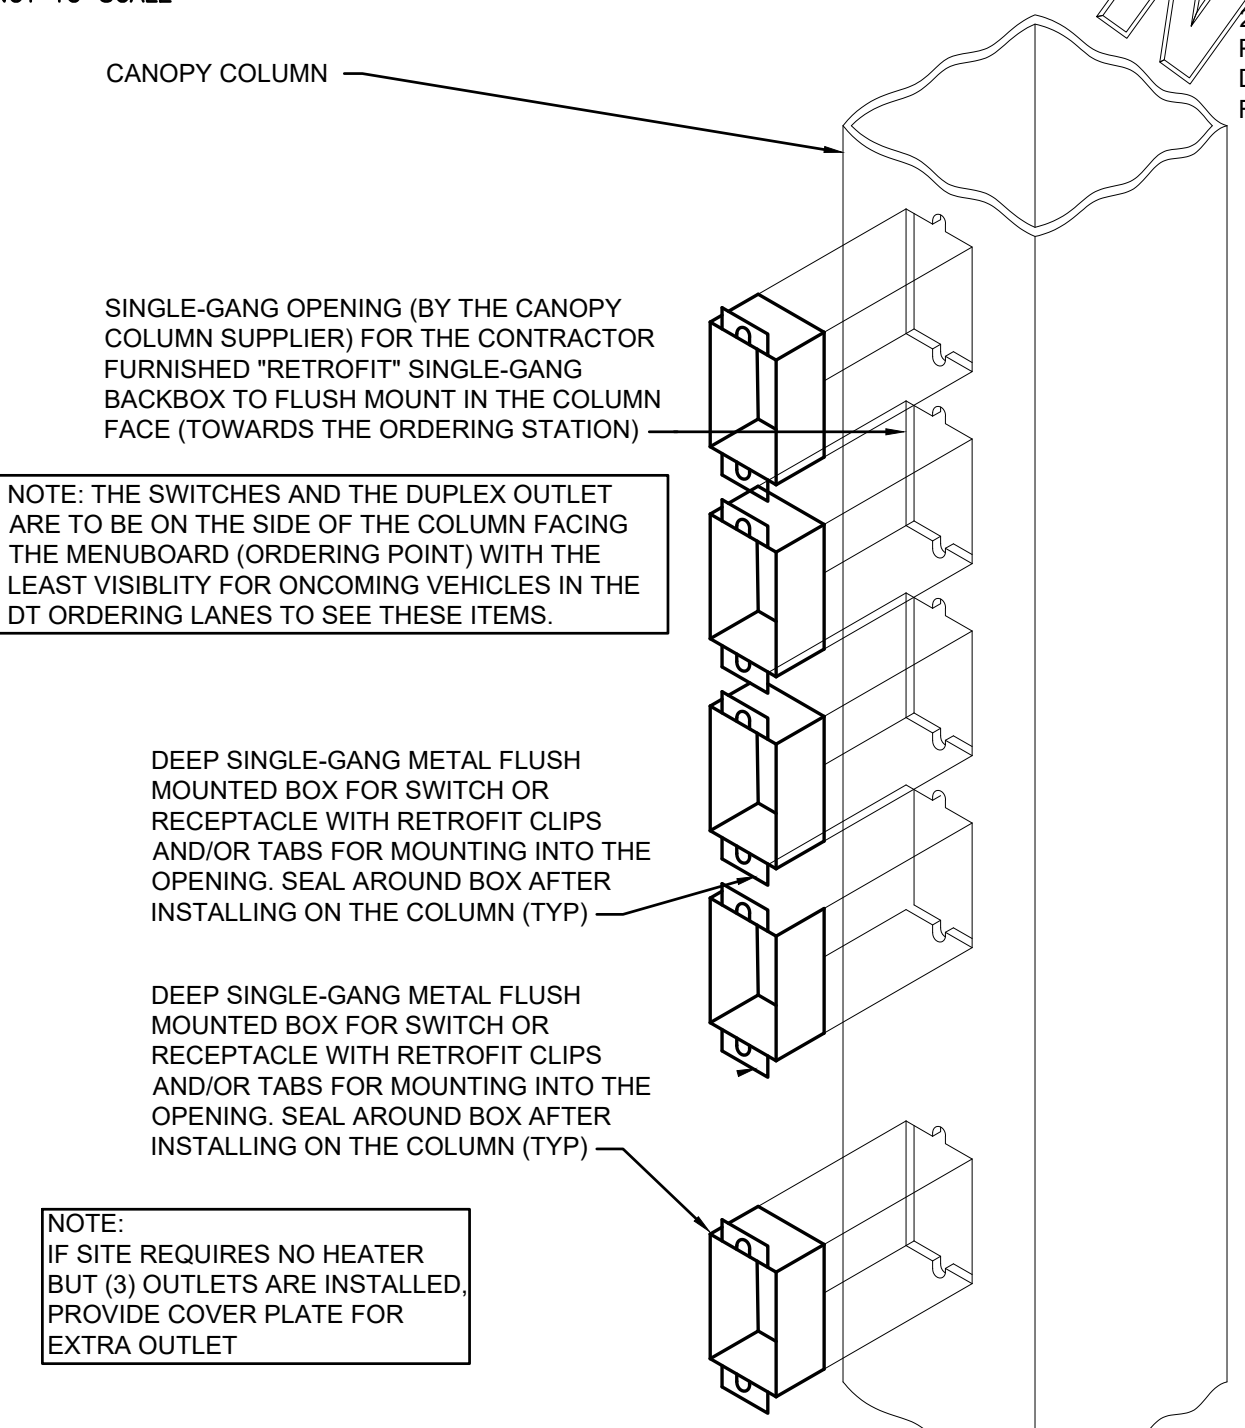 CANOPY COLUMN
SINGLE-GANG OPENING (BY THE CANOPY
COLUMN SUPPLIER) FOR THE CONTRACTOR
FURNISHED "RETROFIT" SINGLE-GANG
BACKBOX TO FLUSH MOUNT IN THE COLUMN
FACE (TOWARDS THE ORDERING STATION)
NOTE: THE SWITCHES AND THE DUPLEX OUTLET
ARE TO BE ON THE SIDE OF THE COLUMN FACING
THE MENUBOARD (ORDERING POINT) WITH THE
LEAST VISIBLITY FOR ONCOMING VEHICLES IN THE
DT ORDERING LANES TO SEE THESE ITEMS.
DEEP SINGLE-GANG METAL FLUSH
MOUNTED BOX FOR SWITCH OR
RECEPTACLE WITH RETROFIT CLIPS
AND/OR TABS FOR MOUNTING INTO THE
OPENING. SEAL AROUND BOX AFTER
INSTALLING ON THE COLUMN (TYP)
DEEP SINGLE-GANG METAL FLUSH
MOUNTED BOX FOR SWITCH OR
RECEPTACLE WITH RETROFIT CLIPS
AND/OR TABS FOR MOUNTING INTO THE
OPENING. SEAL AROUND BOX AFTER
INSTALLING ON THE COLUMN (TYP)
NOTE:
IF SITE REQUIRES NO HEATER
BUT (3) OUTLETS ARE INSTALLED,
PROVIDE COVER PLATE FOR
EXTRA OUTLET